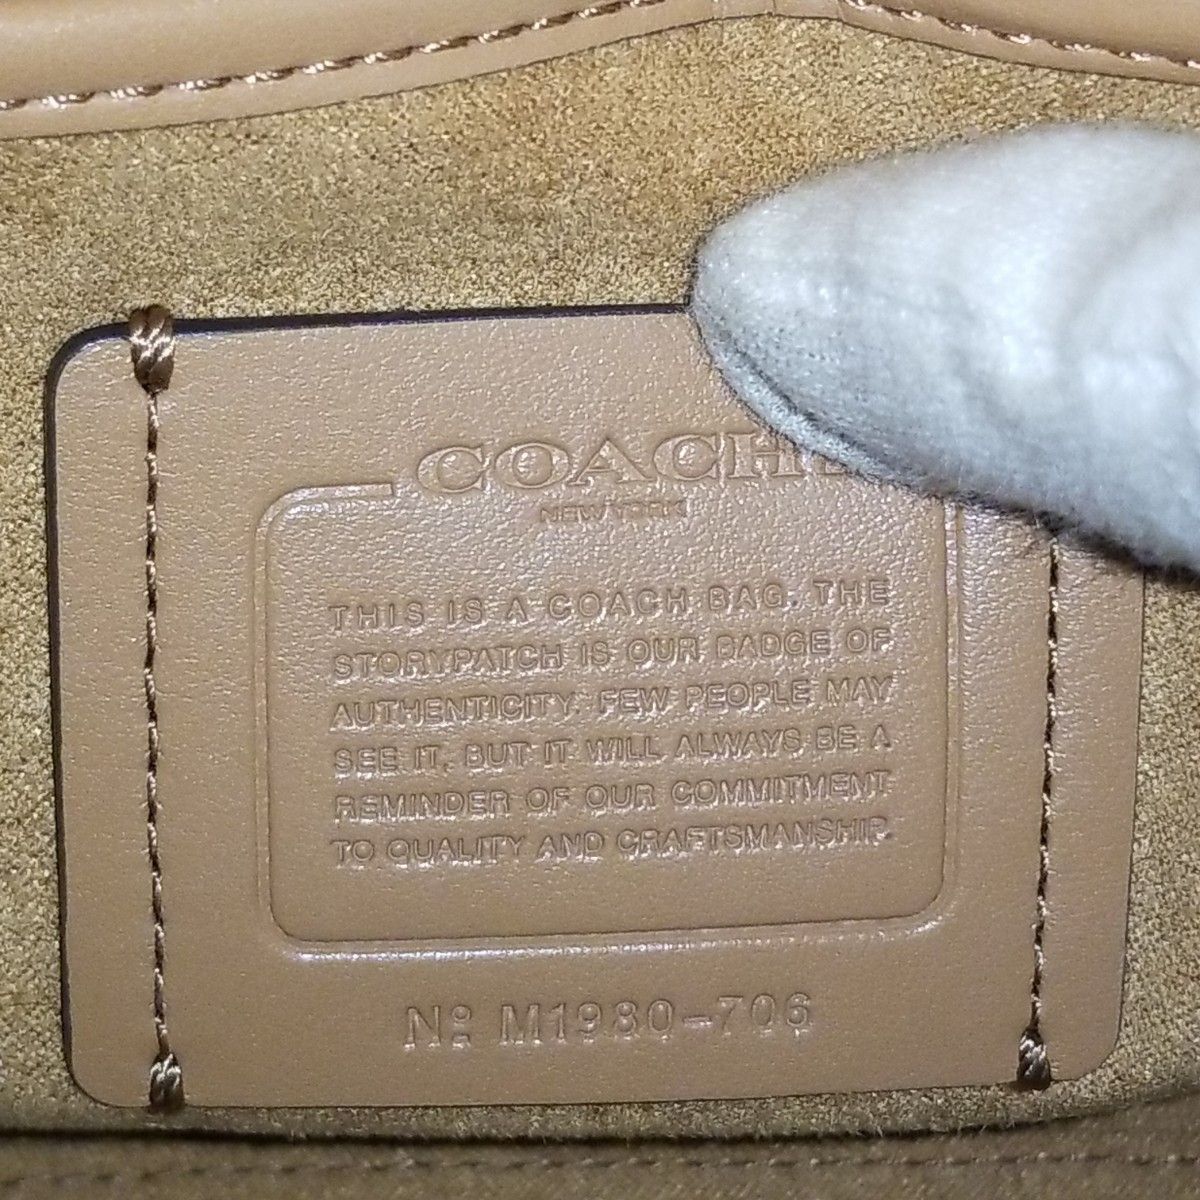 COACH
NEW YORK
THIS IS A COACH BAG. THE
STORYPATCH IS OUR BADGE OF
AUTHENTICITY. FEW PEOPLE MAY
SEE IT, BUT IT WILL ALWAYS BE A
REMINDER OF OUR COMMITMENT
TO QUALITY AND CRAFTSMANSHIP.
Nº M1980-706